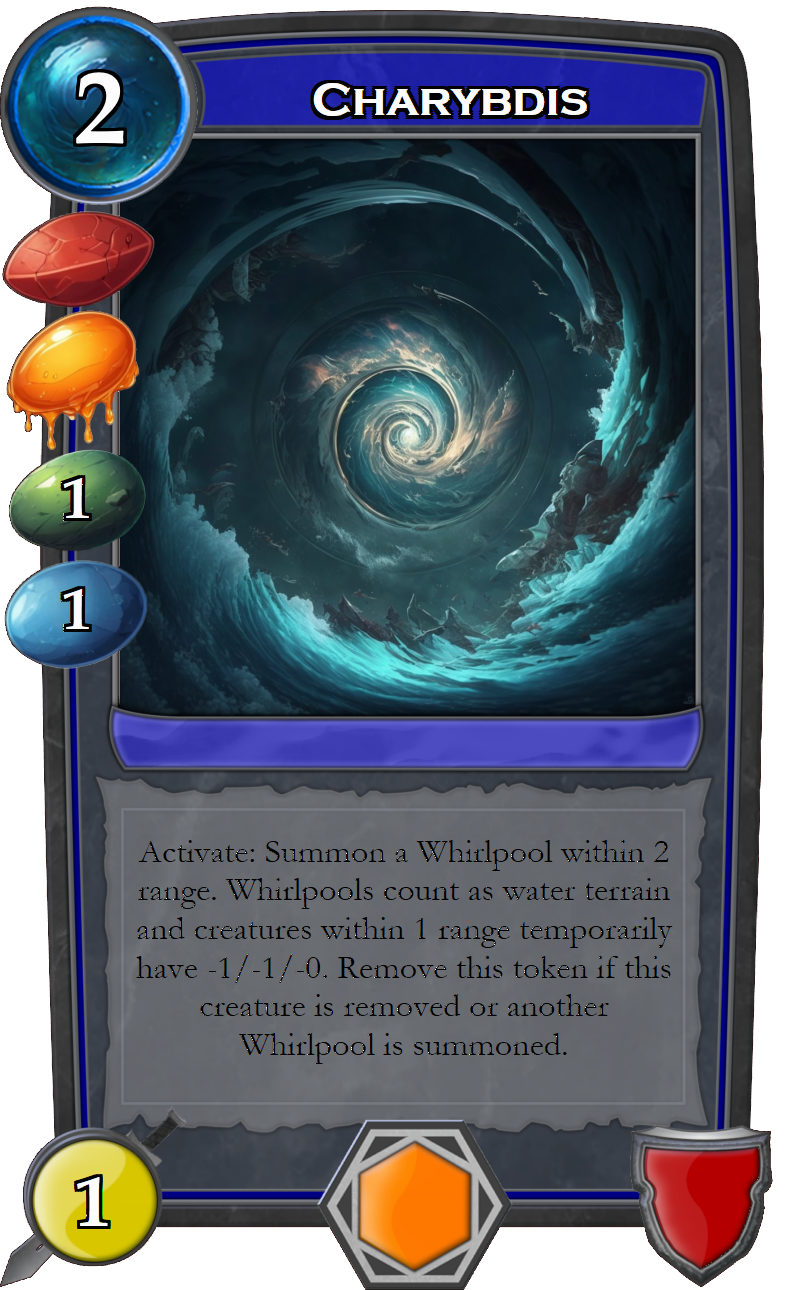 2
Charybdis
1
1
Activate: Summon a Whirlpool within 2
range. Whirlpools count as water terrain
and creatures within 1 range temporarily
have -1/-1/-0. Remove this token if this
creature is removed or another
Whirlpool is summoned.
1